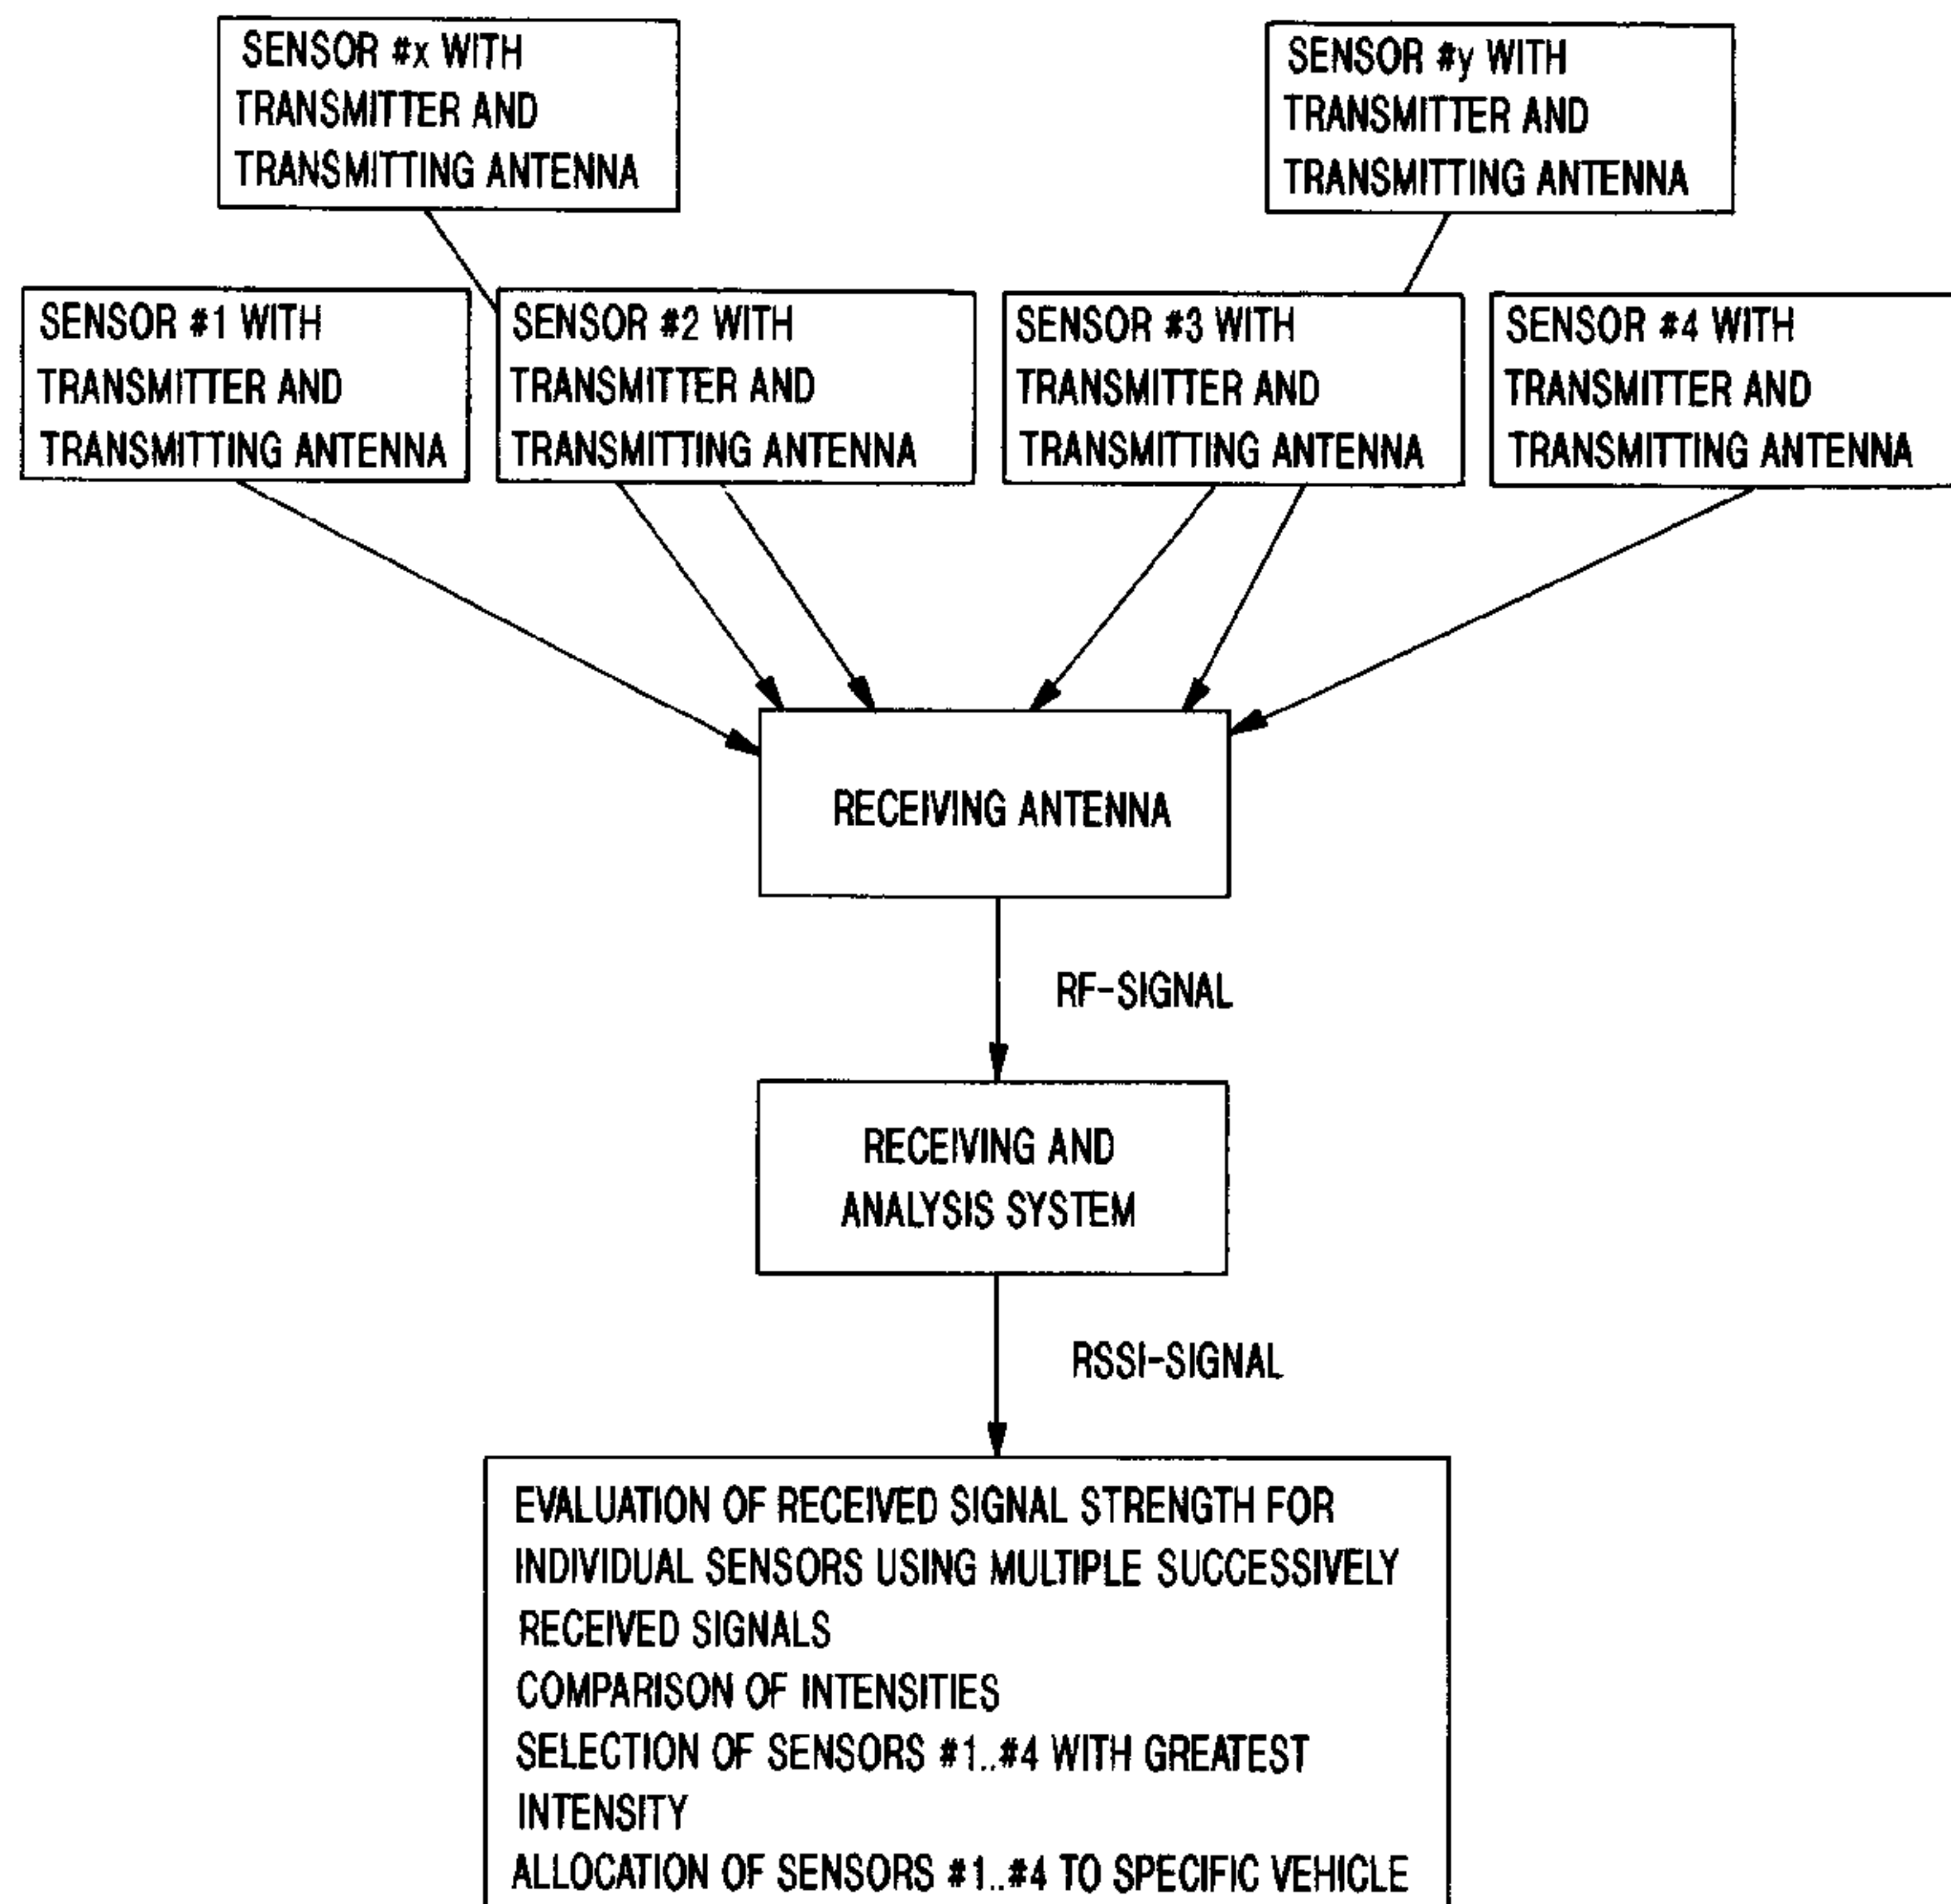 SENSOR #x WITH
TRANSMITTER AND
TRANSMITTING ANTENNA
SENSOR #y WITH
TRANSMITTER AND
TRANSMITTING ANTENNA
SENSOR #1 WITH
TRANSMITTER AND
TRANSMITTING ANTENNA
SENSOR #2 WITH
TRANSMITTER AND
TRANSMITTING ANTENNA
SENSOR #3 WITH
TRANSMITTER AND
TRANSMITTING ANTENNA
SENSOR #4 WITH
TRANSMITTER AND
TRANSMITTING ANTENNA
RECEIVING ANTENNA
RF-SIGNAL
RECEIVING AND
ANALYSIS SYSTEM
RSSI-SIGNAL
EVALUATION OF RECEIVED SIGNAL STRENGTH FOR
INDIVIDUAL SENSORS USING MULTIPLE SUCCESSIVELY
RECEIVED SIGNALS
COMPARISON OF INTENSITIES
SELECTION OF SENSORS #1..#4 WITH GREATEST
INTENSITY
ALLOCATION OF SENSORS #1..#4 TO SPECIFIC VEHICLE